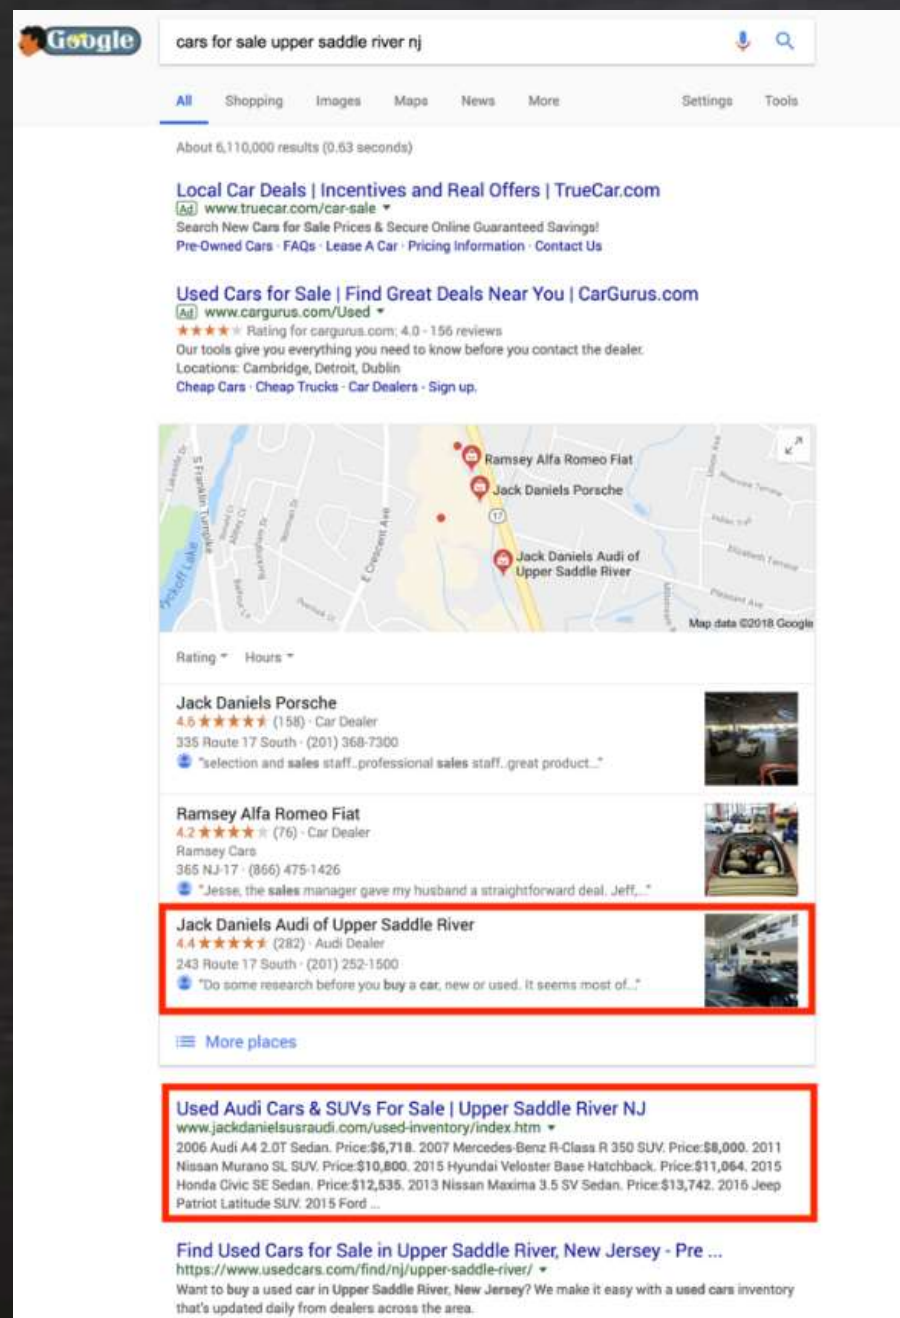 Google
cars for sale upper saddle river nj
All Shopping Images Maps News More Settings Tools
About 6,110,000 results (0.63 seconds)
Local Car Deals | Incentives and Real Offers | TrueCar.com
Ad www.truecar.com/car-sale
Search New Cars for Sale Prices & Secure Online Guaranteed Savings!
Pre-Owned Cars · FAQs · Lease A Car · Pricing Information · Contact Us
Used Cars for Sale | Find Great Deals Near You | CarGurus.com
Ad www.cargurus.com/Used
Rating for cargurus.com: 4.0 - 156 reviews
Our tools give you everything you need to know before you contact the dealer.
Locations: Cambridge, Detroit, Dublin
Cheap Cars · Cheap Trucks · Car Dealers · Sign up.
S Franklin Turnpike
E Crescent Ave
Ramsey Alfa Romeo Fiat
Jack Daniels Porsche
17
Jack Daniels Audi of
Upper Saddle River
Elizabeth Terrace
Pleasant Ave
Map data ©2018 Google
Rating Hours
Jack Daniels Porsche
4.6 ★★★★★ (158) · Car Dealer
335 Route 17 South · (201) 368-7300
"selection and sales staff..professional sales staff..great product..."
Ramsey Alfa Romeo Fiat
4.2 ★★★★★ (76) · Car Dealer
Ramsey Cars
365 NJ-17 · (866) 475-1426
"Jesse, the sales manager gave my husband a straightforward deal. Jeff,..."
Jack Daniels Audi of Upper Saddle River
4.4 ★★★★★ (282) · Audi Dealer
243 Route 17 South · (201) 252-1500
"Do some research before you buy a car, new or used. It seems most of..."
More places
Used Audi Cars & SUVs For Sale | Upper Saddle River NJ
www.jackdanielsusraudi.com/used-inventory/index.htm
2006 Audi A4 2.0T Sedan. Price:$6,718. 2007 Mercedes-Benz R-Class R 350 SUV. Price:$8,000. 2011
Nissan Murano SL SUV. Price:$10,800. 2015 Hyundai Veloster Base Hatchback. Price:$11,064. 2015
Honda Civic SE Sedan. Price:$12,535. 2013 Nissan Maxima 3.5 SV Sedan. Price:$13,742. 2016 Jeep
Patriot Latitude SUV. 2015 Ford ...
Find Used Cars for Sale in Upper Saddle River, New Jersey - Pre ...
https://www.usedcars.com/find/nj/upper-saddle-river/
Want to buy a used car in Upper Saddle River, New Jersey? We make it easy with a used cars inventory
that's updated daily from dealers across the area.